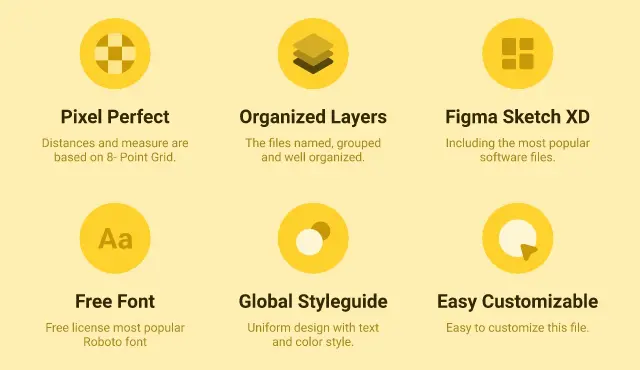 Pixel Perfect
Distances and measure are
based on 8- Point Grid.
Organized Layers
The files named, grouped
and well organized.
Figma Sketch XD
Including the most popular
software files.
Aa
Free Font
Free license most popular
Roboto font
Global Styleguide
Uniform design with text
and color style.
Easy Customizable
Easy to customize this file.